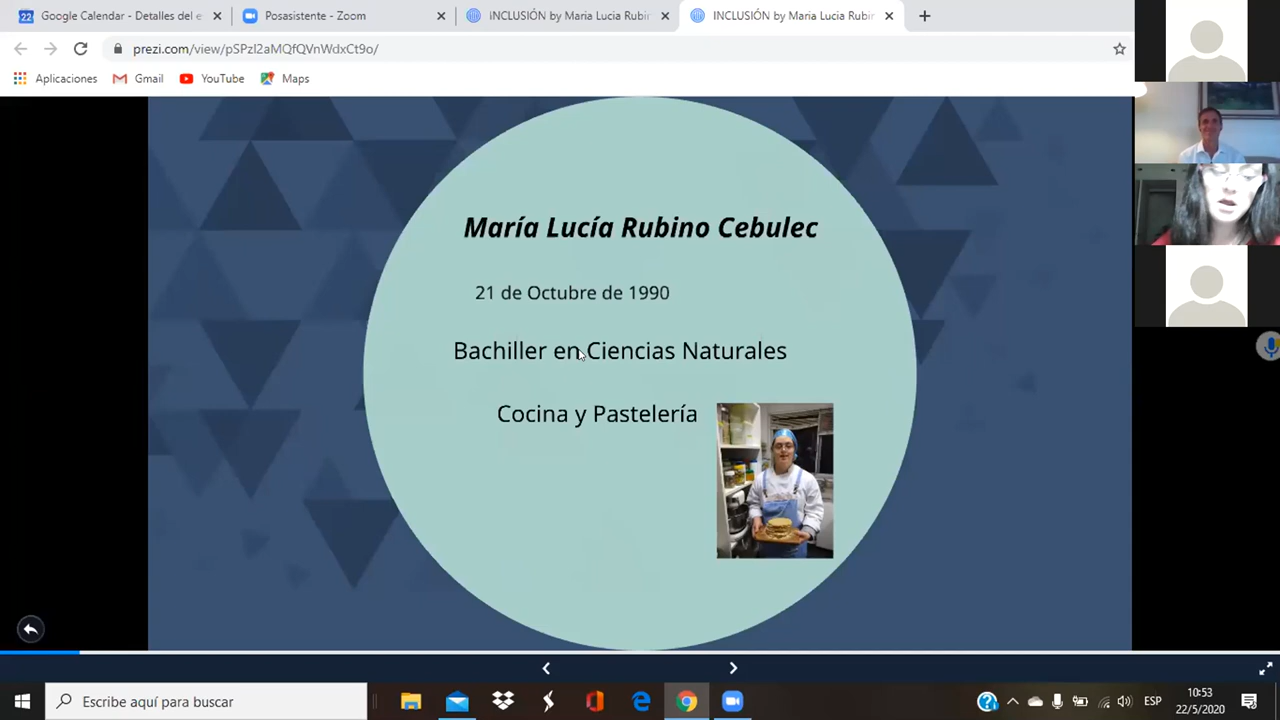 Google Calendar - Detalles del e
Posasistente - Zoom
iNCLUSIÓN by Maria Lucia Rubin
INCLUSIÓN by Maria Lucia Rubin
prezi.com/view/pSPzI2aMQfQVnWdxCt9o/
Aplicaciones
Gmail
YouTube
Maps
María Lucía Rubino Cebulec
21 de Octubre de 1990
Bachiller en Ciencias Naturales
Cocina y Pastelería
Escribe aquí para buscar
ESP
10:53
22/5/2020